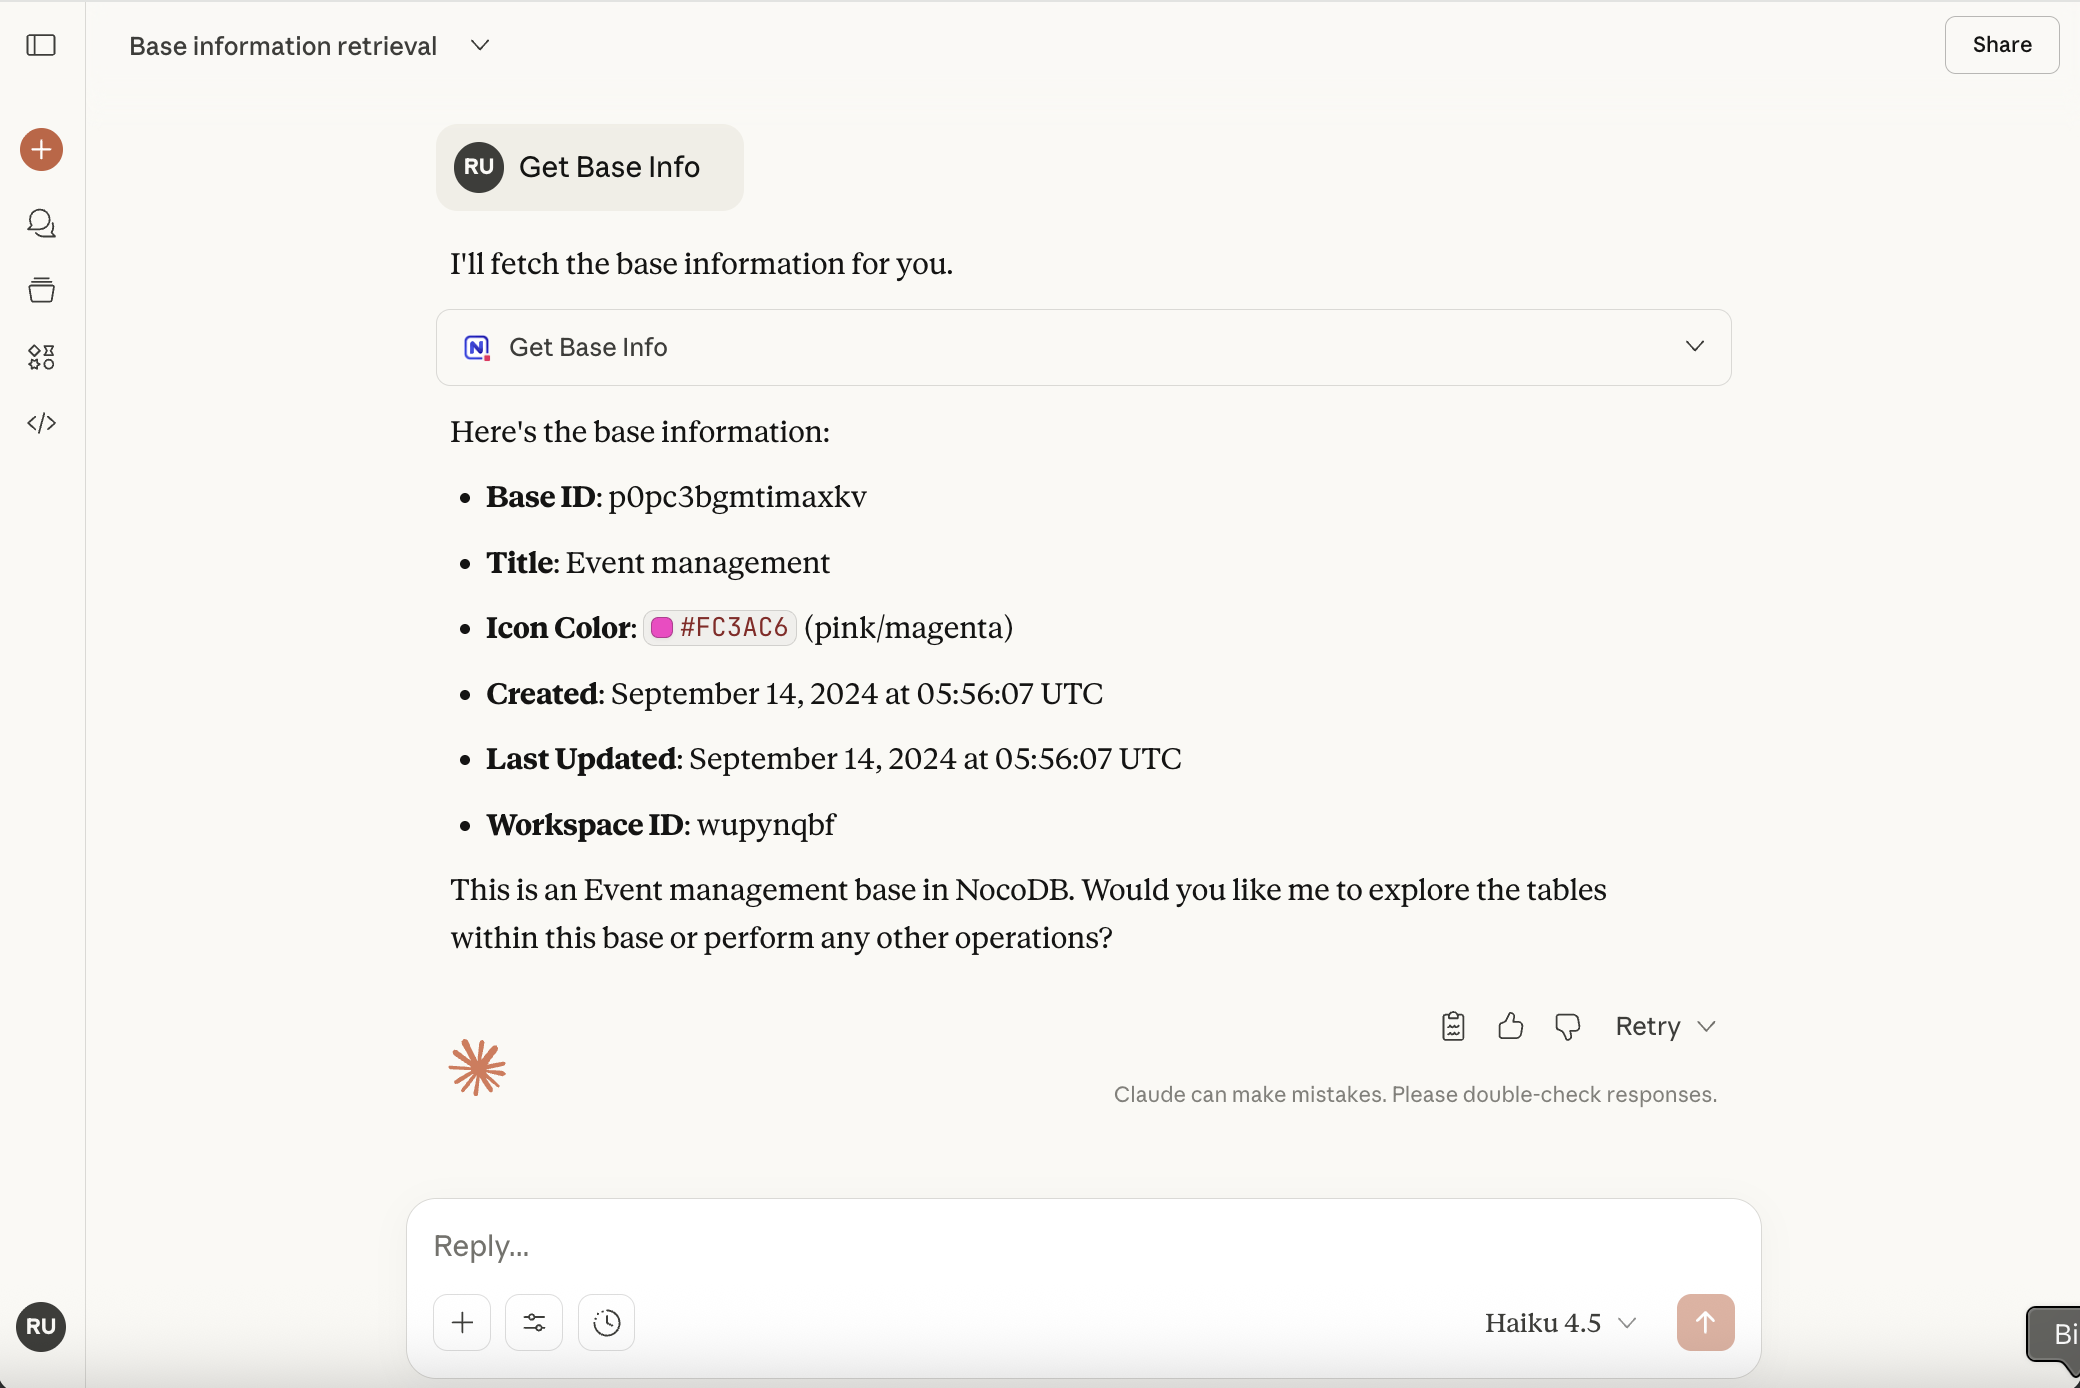 Base information retrieval
Share
RU
Get Base Info
I'll fetch the base information for you.
N
Get Base Info
Here's the base information:
• Base ID: p0pc3bgmtimaxkv
• Title: Event management
• Icon Color: #FC3AC6 (pink/magenta)
• Created: September 14, 2024 at 05:56:07 UTC
• Last Updated: September 14, 2024 at 05:56:07 UTC
• Workspace ID: wupynqbf
This is an Event management base in NocoDB. Would you like me to explore the tables
within this base or perform any other operations?
Retry
Claude can make mistakes. Please double-check responses.
Reply...
Haiku 4.5
RU
Bi